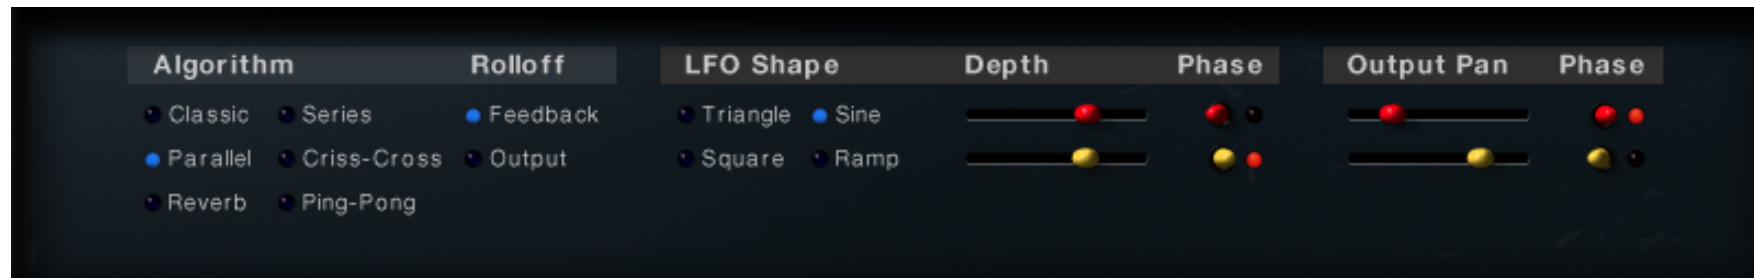 Algorithm Rolloff LFO Shape Depth Phase Output Pan Phase
Classic Series Feedback Triangle Sine
Parallel Criss-Cross Output Square Ramp
Reverb Ping-Pong